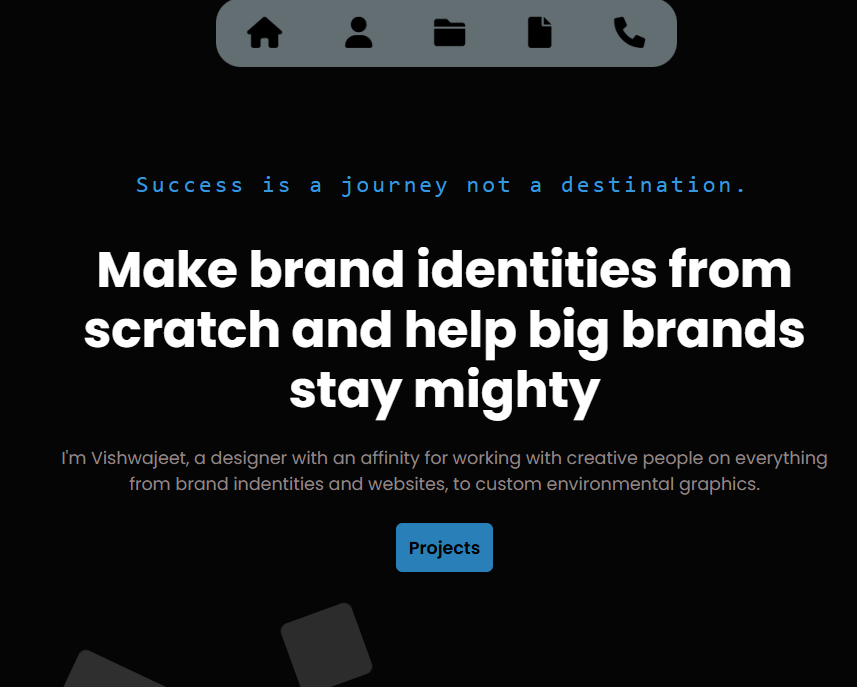 Success is a journey not a destination.
Make brand identities from
scratch and help big brands
stay mighty
I'm Vishwajeet, a designer with an affinity for working with creative people on everything
from brand indentities and websites, to custom environmental graphics.
Projects